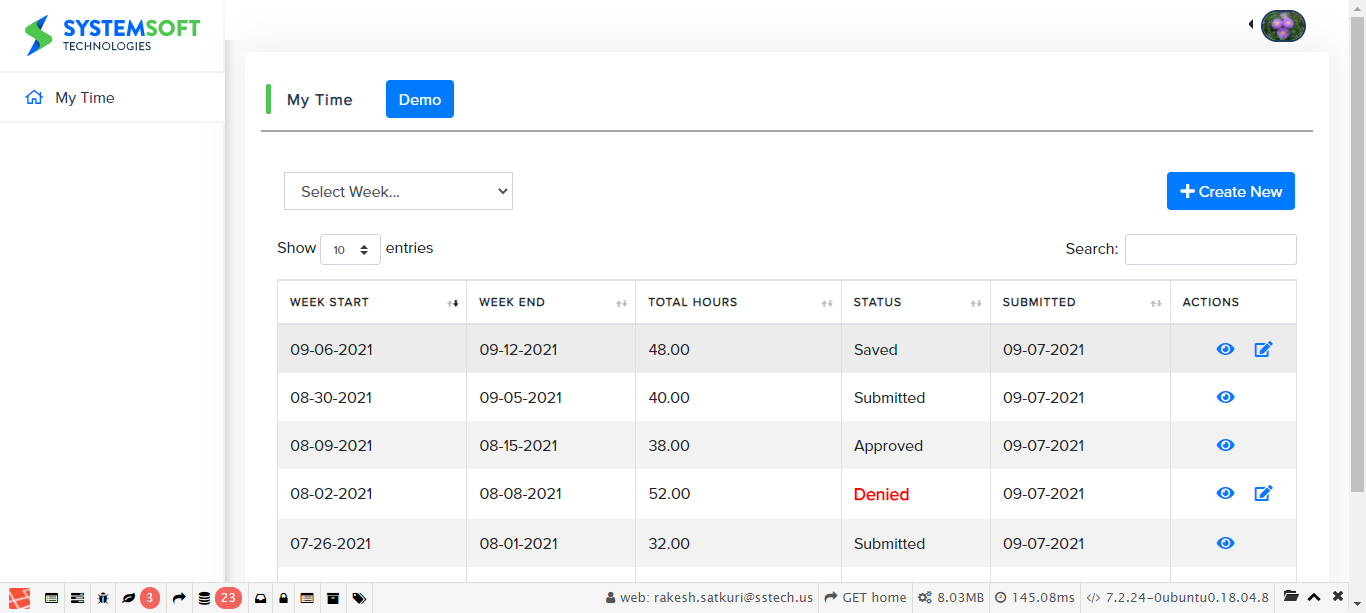 SYSTEMSOFT
TECHNOLOGIES
My Time
My Time Demo
Select Week...
Create New
Show 10 entries
Search:
WEEK START WEEK END TOTAL HOURS STATUS SUBMITTED ACTIONS
09-06-2021 09-12-2021 48.00 Saved 09-07-2021
08-30-2021 09-05-2021 40.00 Submitted 09-07-2021
08-09-2021 08-15-2021 38.00 Approved 09-07-2021
08-02-2021 08-08-2021 52.00 Denied 09-07-2021
07-26-2021 08-01-2021 32.00 Submitted 09-07-2021
3 23 web: rakesh.satkuri@sstech.us GET home 8.03MB 145.08ms </> 7.2.24-0ubuntu0.18.04.8